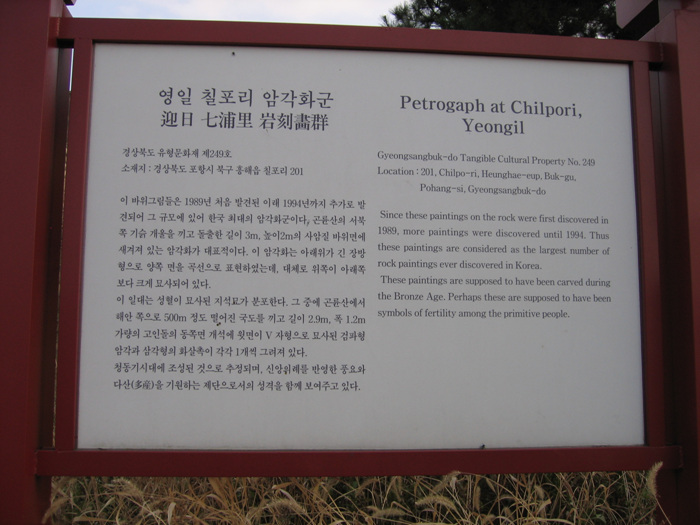 영일 칠포리 암각화군
迎日 七浦里 岩刻畵群
경상북도 유형문화재 제249호
소재지 : 경상북도 포항시 북구 흥해읍 칠포리 201
이 바위그림들은 1989년 처음 발견된 이래 1994년까지 추가로 발
견되어 그 규모에 있어 한국 최대의 암각화군이다. 곤륜산의 서북
쪽 기슭 개울을 끼고 돌출한 길이 3m, 높이2m의 사암질 바위면에
새겨져 있는 암각화가 대표적이다. 이 암각화는 아래위가 긴 장방
형으로 양쪽 면을 곡선으로 표현하였는데, 대체로 위쪽이 아래쪽
보다 크게 묘사되어 있다.
이 일대는 성혈이 묘사된 지석묘가 분포한다. 그 중에 곤륜산에서
해안 쪽으로 500m 정도 떨어진 국도를 끼고 길이 2.9m, 폭 1.2m
가량의 고인돌의 동쪽면 개석에 윗면이 V 자형으로 묘사된 검파형
암각과 삼각형의 화살촉이 각각 1개씩 그려져 있다.
청동기시대에 조성된 것으로 추정되며, 신앙의례를 반영한 풍요와
다산(多産)을 기원하는 제단으로서의 성격을 함께 보여주고 있다.
Petrogaph at Chilpori,
Yeongil
Gyeongsangbuk-do Tangible Cultural Property No. 249
Location : 201, Chilpo-ri, Heunghae-eup, Buk-gu,
Pohang-si, Gyeongsangbuk-do
Since these paintings on the rock were first discovered in
1989, more paintings were discovered until 1994. Thus
these paintings are considered as the largest number of
rock paintings ever discovered in Korea.
These paintings are supposed to have been carved during
the Bronze Age. Perhaps these are supposed to have been
symbols of fertility among the primitive people.